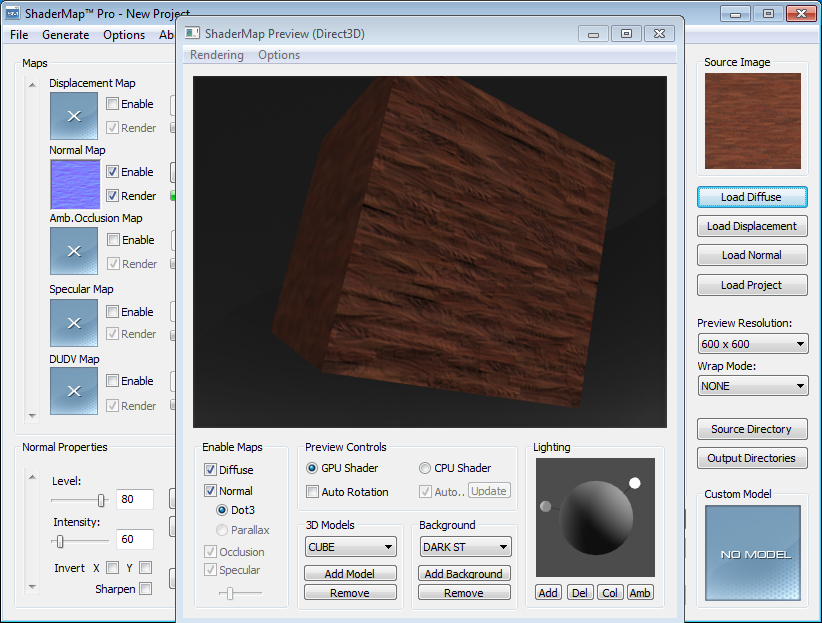 ShaderMap™ Pro - New Project
File Generate Options Ab
Maps
Displacement Map
Enable
Render
Normal Map
Enable
Render
Amb.Occlusion Map
Enable
Render
Specular Map
Enable
Render
DUDV Map
Enable
Render
Normal Properties
Level:
80
Intensity:
60
Invert X Y
Sharpen
ShaderMap Preview (Direct3D)
Rendering Options
Enable Maps
Diffuse
Normal
Dot3
Parallax
Occlusion
Specular
Preview Controls
GPU Shader CPU Shader
Auto Rotation Auto.. Update
3D Models
CUBE
Add Model
Remove
Background
DARK ST
Add Background
Remove
Lighting
Add Del Col Amb
Source Image
Load Diffuse
Load Displacement
Load Normal
Load Project
Preview Resolution:
600 x 600
Wrap Mode:
NONE
Source Directory
Output Directories
Custom Model
NO MODEL